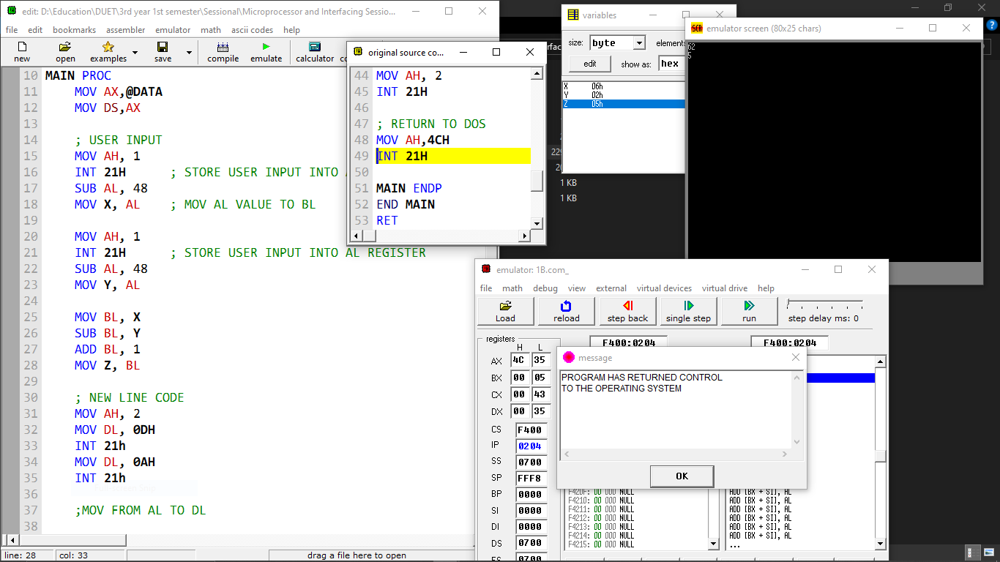 edit: D:\Education\DUET\3rd year 1st semester\Sessional\Microprocessor and Interfacing Sessio...
file edit bookmarks assembler emulator math ascii codes help
new open examples save compile emulate calculator
10 MAIN PROC
11 MOV AX,@DATA
12 MOV DS,AX
13
14 ; USER INPUT
15 MOV AH, 1
16 INT 21H ; STORE USER INPUT INTO
17 SUB AL, 48
18 MOV X, AL ; MOV AL VALUE TO BL
19
20 MOV AH, 1
21 INT 21H ; STORE USER INPUT INTO AL REGISTER
22 SUB AL, 48
23 MOV Y, AL
24
25 MOV BL, X
26 SUB BL, Y
27 ADD BL, 1
28 MOV Z, BL
29
30 ; NEW LINE CODE
31 MOV AH, 2
32 MOV DL, 0DH
33 INT 21h
34 MOV DL, 0AH
35 INT 21h
36
37 ;MOV FROM AL TO DL
38
line: 28 col: 33 drag a file here to open
original source co...
44 MOV AH, 2
45 INT 21H
46
47 ; RETURN TO DOS
48 MOV AH,4CH
49 INT 21H
50
51 MAIN ENDP
52 END MAIN
53 RET
variables
size: byte elements
edit show as: hex
X 06h
Y 02h
Z 05h
1 KB
1 KB
emulator screen (80x25 chars)
62
5
emulator: 1B.com_
file math debug view external virtual devices virtual drive help
Load reload step back single step run step delay ms: 0
registers F400:0204 F400:0204
H L
AX 4C 35
BX 00 05
CX 00 43
DX 00 35
CS F400
IP 0204
SS 0700
SP FFF8
BP 0000
SI 0000
DI 0000
DS 0700
ES 0700
message
PROGRAM HAS RETURNED CONTROL
TO THE OPERATING SYSTEM
OK
F420F: 00 000 NULL ADD [BX + SI], AL
F4210: 00 000 NULL ADD [BX + SI], AL
F4211: 00 000 NULL ADD [BX + SI], AL
F4212: 00 000 NULL ADD [BX + SI], AL
F4213: 00 000 NULL ADD [BX + SI], AL
F4214: 00 000 NULL ADD [BX + SI], AL
F4215: 00 000 NULL ...